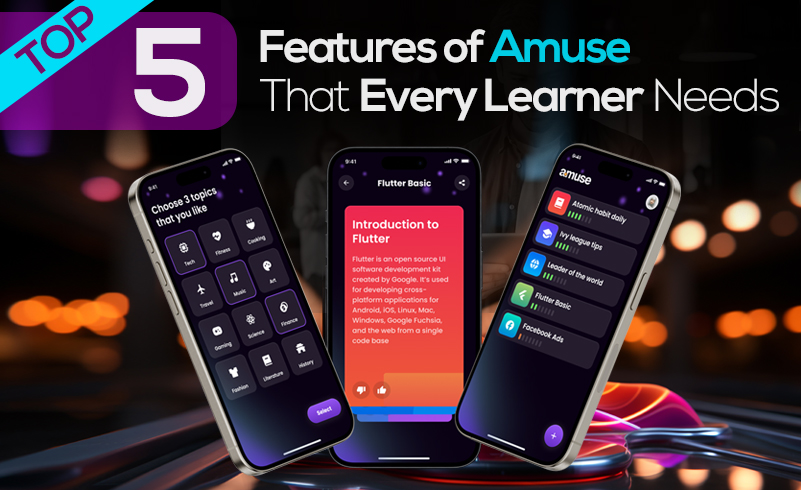 TOP
5
Features of Amuse
That Every Learner Needs
9:41
Choose 3 topics
that you like
Tech
Fitness
Cooking
Travel
Music
Art
Gaming
Science
Finance
Fashion
Literature
History
Select
9:41
Flutter Basic
Introduction to
Flutter
Flutter is an open source UI
software development kit
created by Google. It's used
for developing cross-
platform applications for
Android, iOS, Linux, Mac,
Windows, Google Fuchsia,
and the web from a single
code base
9:41
amuse
Atomic habit daily
Ivy league tips
Leader of the world
Flutter Basic
Facebook Ads